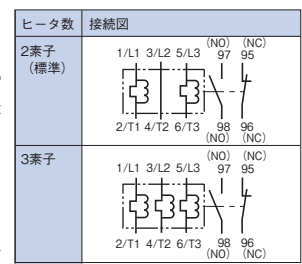 ヒータ数 接続図
2素子
（標準）
(NO) (NC)
1/L1 3/L2 5/L3 97 95
2/T1 4/T2 6/T3 98 96
(NO) (NC)
3素子
(NO) (NC)
1/L1 3/L2 5/L3 97 95
2/T1 4/T2 6/T3 98 96
(NO) (NC)